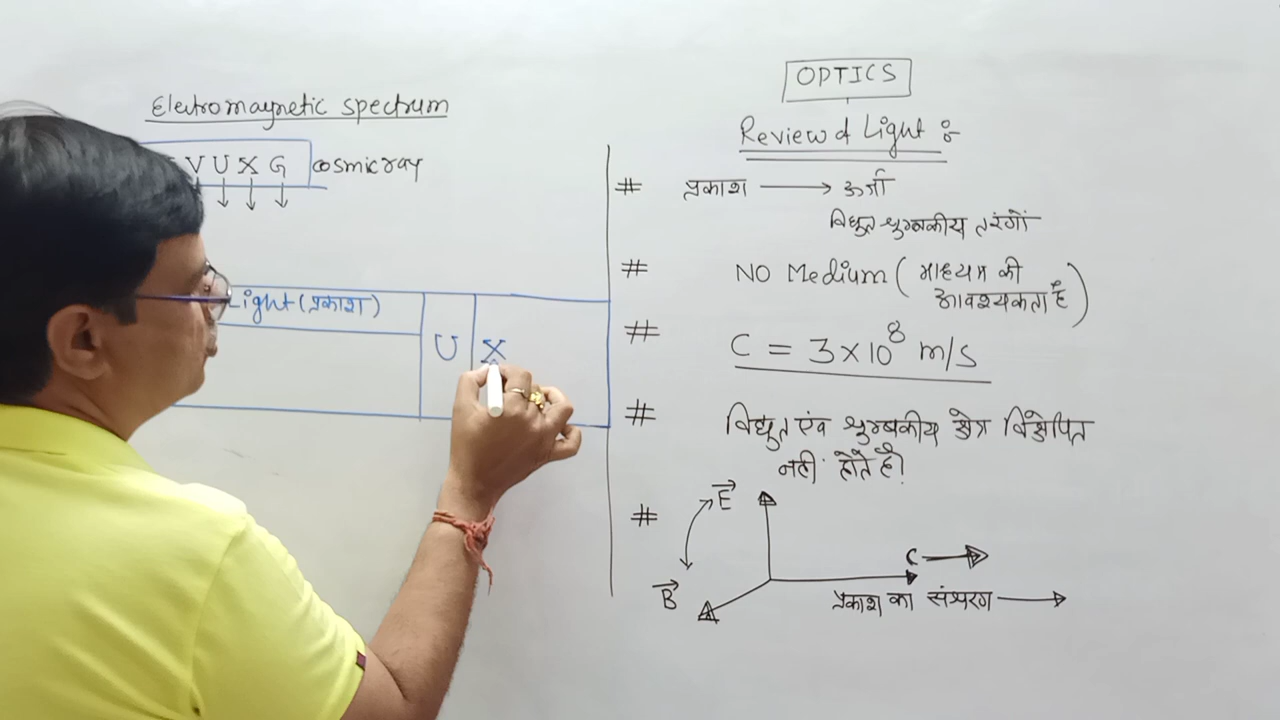 Eletromagnetic spectrum
V U X G cosmic ray
Light (प्रकाश)
U X
OPTICS
Review of Light :-
# प्रकाश → ऊर्जा
विद्युत चुम्बकीय तरंगों
# NO Medium ( माध्यम की
आवश्यकता है )
# C = 3×10⁸ m/s
# विद्युत एवं चुम्बकीय क्षेत्र विक्षेपित
नहीं होते है।
# E⃗
C →
B⃗
प्रकाश का संचरण →